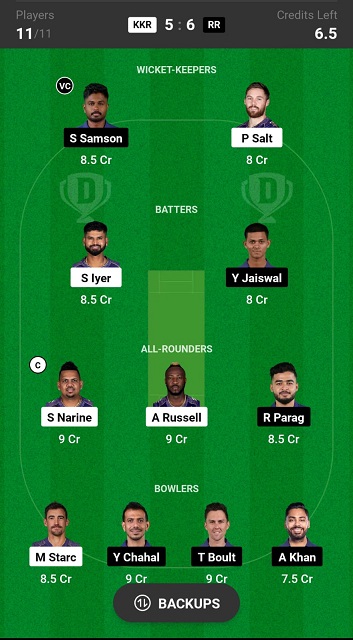 Players
Credits Left
11/11
KKR 5 : 6 RR
6.5
WICKET-KEEPERS
VC
S Samson
P Salt
8.5 Cr
8 Cr
BATTERS
S Iyer
Y Jaiswal
8.5 Cr
8 Cr
ALL-ROUNDERS
C
S Narine
A Russell
R Parag
9 Cr
9 Cr
8.5 Cr
BOWLERS
M Starc
Y Chahal
T Boult
A Khan
8.5 Cr
9 Cr
9 Cr
7.5 Cr
BACKUPS